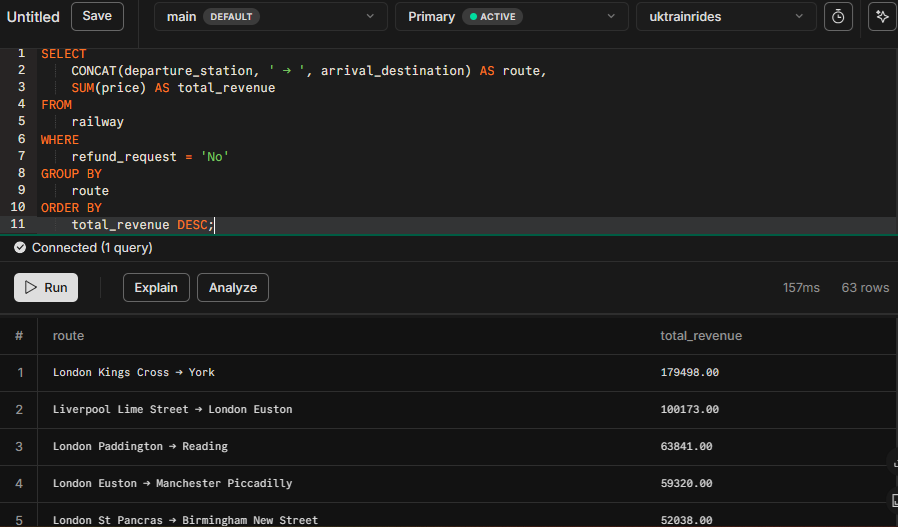 Untitled Save main DEFAULT Primary ACTIVE uktrainrides
1 SELECT
2 CONCAT(departure_station, ' → ', arrival_destination) AS route,
3 SUM(price) AS total_revenue
4 FROM
5 railway
6 WHERE
7 refund_request = 'No'
8 GROUP BY
9 route
10 ORDER BY
11 total_revenue DESC;
Connected (1 query)
Run Explain Analyze 157ms 63 rows
# route total_revenue
1 London Kings Cross → York 179498.00
2 Liverpool Lime Street → London Euston 100173.00
3 London Paddington → Reading 63841.00
4 London Euston → Manchester Piccadilly 59320.00
5 London St Pancras → Birmingham New Street 52038.00